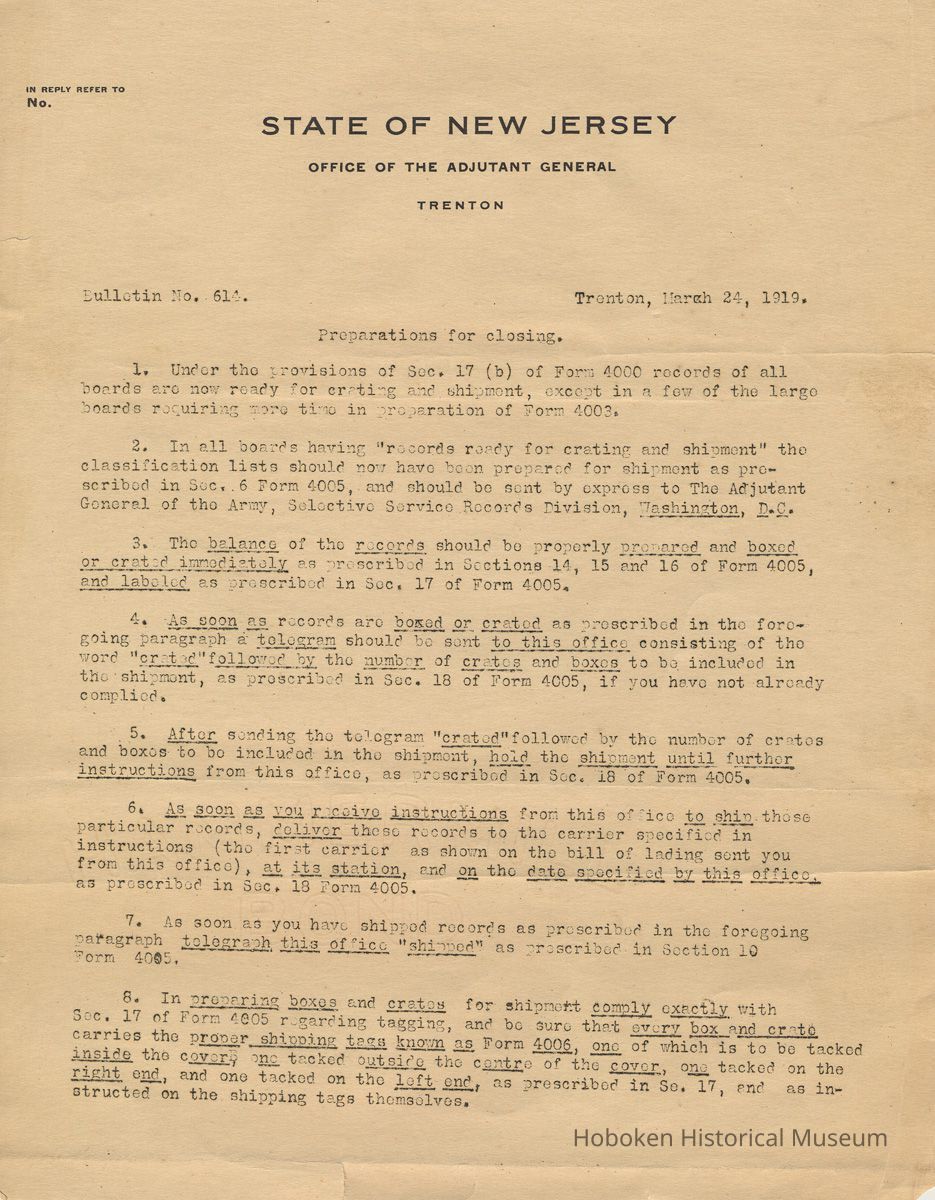 IN REPLY REFER TO
No.
STATE OF NEW JERSEY
OFFICE OF THE ADJUTANT GENERAL
TRENTON
Bulletin No. 614.    Trenton, March 24, 1919.
Preparations for closing.
1. Under the provisions of Sec. 17 (b) of Form 4000 records of all
boards are now ready for crating and shipment, except in a few of the large
boards requiring more time in preparation of Form 4003.
2. In all boards having "records ready for crating and shipment" the
classification lists should now have been prepared for shipment as pre-
scribed in Sec. 6 Form 4005, and should be sent by express to The Adjutant
General of the Army, Selective Service Records Division, Washington, D.C.
3. The balance of the records should be properly prepared and boxed
or crated immediately as prescribed in Sections 14, 15 and 16 of Form 4005,
and labeled as prescribed in Sec. 17 of Form 4005.
4. As soon as records are boxed or crated as prescribed in the fore-
going paragraph a telegram should be sent to this office consisting of the
word "crated"followed by the number of crates and boxes to be included in
the shipment, as prescribed in Sec. 18 of Form 4005, if you have not already
complied.
5. After sending the telegram "crated"followed by the number of crates
and boxes to be included in the shipment, hold the shipment until further
instructions from this office, as prescribed in Sec. 18 of Form 4005.
6. As soon as you receive instructions from this office to ship those
particular records, deliver these records to the carrier specified in
instructions (the first carrier as shown on the bill of lading sent you
from this office), at its station, and on the date specified by this office,
as prescribed in Sec. 18 Form 4005.
7. As soon as you have shipped records as prescribed in the foregoing
paragraph telegraph this office "shipped" as prescribed in Section 10
Form 4005.
8. In preparing boxes and crates for shipment comply exactly with
Sec. 17 of Form 4005 regarding tagging, and be sure that every box and crate
carries the proper shipping tags known as Form 4006, one of which is to be tacked
inside the cover, one tacked outside the centre of the cover, one tacked on the
right end, and one tacked on the left end, as prescribed in Se. 17, and as in-
structed on the shipping tags themselves.
Hoboken Historical Museum